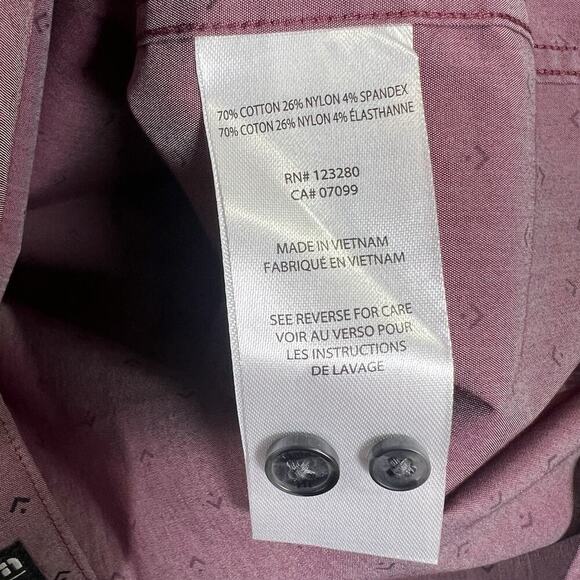 70% COTTON 26% NYLON 4% SPANDEX
70% COTON 26% NYLON 4% ÉLASTHANNE
RN# 123280
CA# 07099
MADE IN VIETNAM
FABRIQUÉ EN VIETNAM
SEE REVERSE FOR CARE
VOIR AU VERSO POUR
LES INSTRUCTIONS
DE LAVAGE